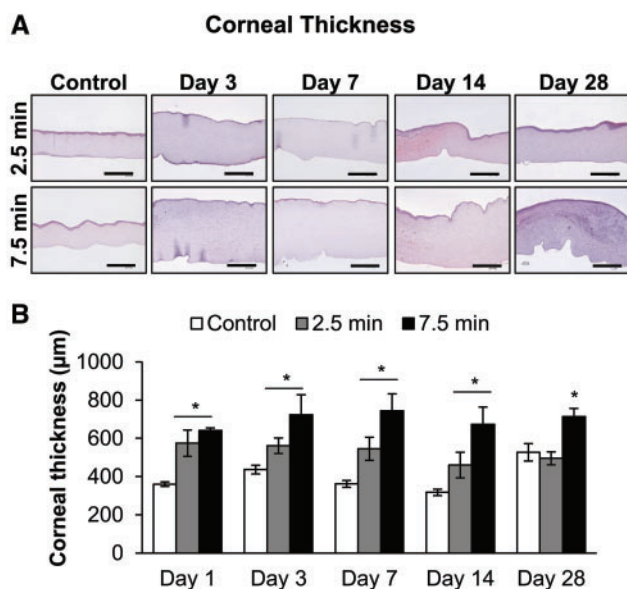 A
Corneal Thickness
Control Day 3 Day 7 Day 14 Day 28
2.5 min
7.5 min
B
Control 2.5 min 7.5 min
Corneal thickness (µm)
1000
800
600
400
200
0
* * * * *
Day 1 Day 3 Day 7 Day 14 Day 28